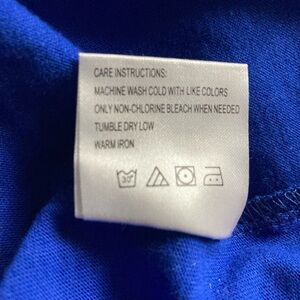 CARE INSTRUCTIONS:
MACHINE WASH COLD WITH LIKE COLORS
ONLY NON-CHLORINE BLEACH WHEN NEEDED
TUMBLE DRY LOW
WARM IRON
30°